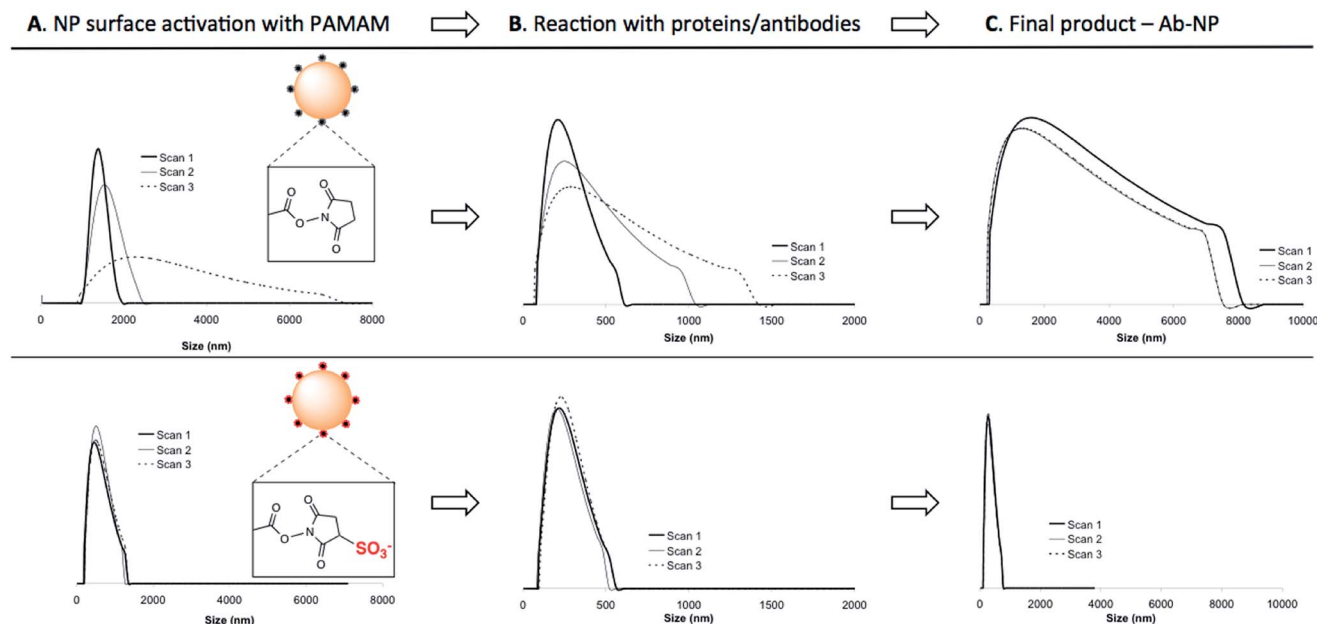 A. NP surface activation with PAMAM
B. Reaction with proteins/antibodies
C. Final product – Ab-NP
Scan 1
Scan 2
Scan 3
O
O
O
N
O
0
2000
4000
6000
8000
Size (nm)
Scan 1
Scan 2
Scan 3
0
500
1000
1500
2000
Size (nm)
Scan 1
Scan 2
Scan 3
0
2000
4000
6000
8000
10000
Size (nm)
Scan 1
Scan 2
Scan 3
O
O
O
N
O
SO3-
0
2000
4000
6000
8000
Size (nm)
Scan 1
Scan 2
Scan 3
0
500
1000
1500
2000
Size (nm)
Scan 1
Scan 2
Scan 3
0
2000
4000
6000
8000
10000
Size (nm)